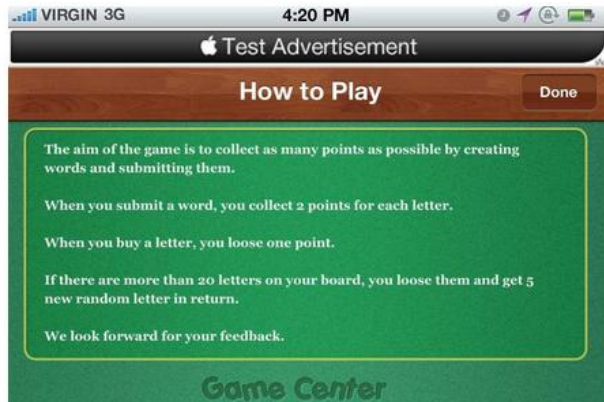 VIRGIN 3G 4:20 PM
Test Advertisement
How to Play Done
The aim of the game is to collect as many points as possible by creating
words and submitting them.
When you submit a word, you collect 2 points for each letter.
When you buy a letter, you loose one point.
If there are more than 20 letters on your board, you loose them and get 5
new random letter in return.
We look forward for your feedback.
Game Center